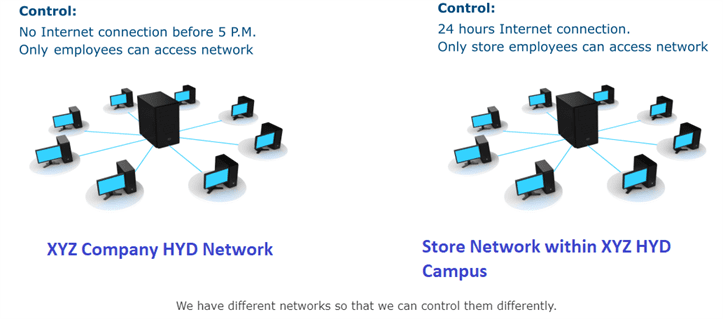 Control:
No Internet connection before 5 P.M.
Only employees can access network
Control:
24 hours Internet connection.
Only store employees can access network
XYZ Company HYD Network
Store Network within XYZ HYD
Campus
We have different networks so that we can control them differently.